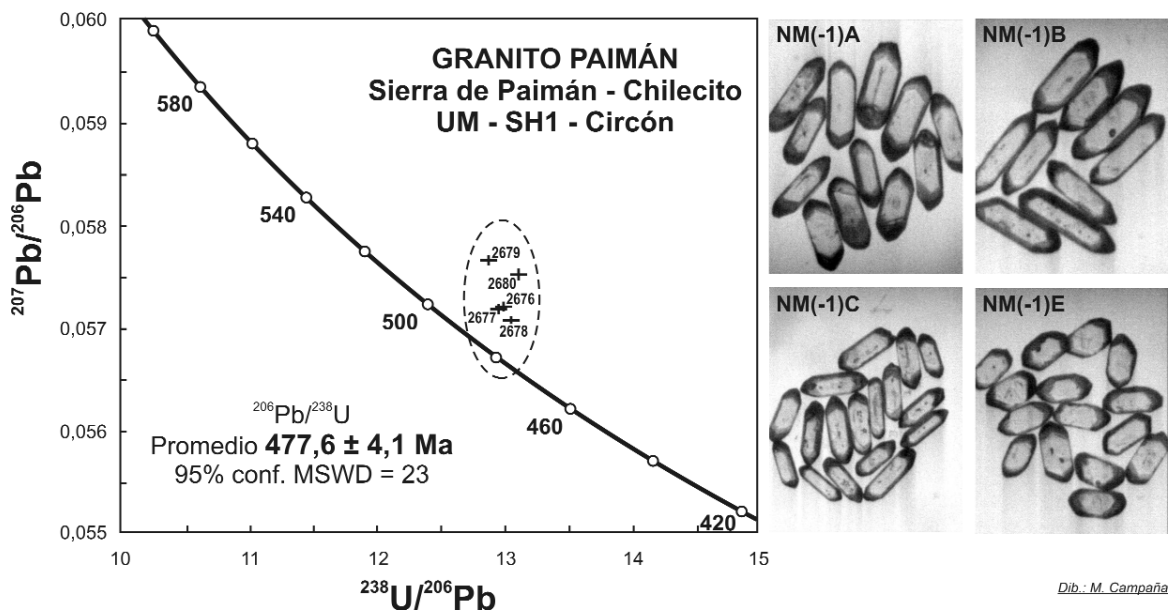 GRANITO PAIMÁN
Sierra de Paimán - Chilecito
UM - SH1 - Circón
207Pb/206Pb
0,060
0,059
0,058
0,057
0,056
0,055
580
540
500
460
420
2679
2680
2676
2677
2678
206Pb/238U
Promedio 477,6 ± 4,1 Ma
95% conf. MSWD = 23
10
11
12
13
14
15
238U/206Pb
NM(-1)A
NM(-1)B
NM(-1)C
NM(-1)E
Dib.: M. Campaña